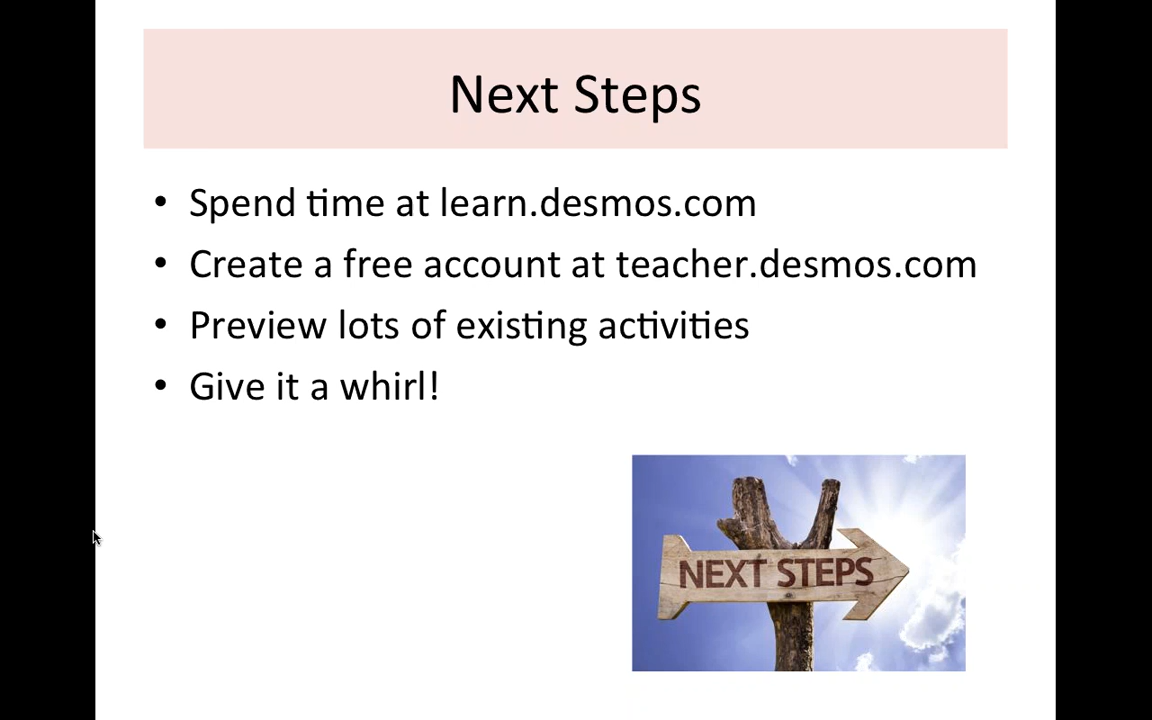 Next Steps
• Spend time at learn.desmos.com
• Create a free account at teacher.desmos.com
• Preview lots of existing activities
• Give it a whirl!
NEXT STEPS